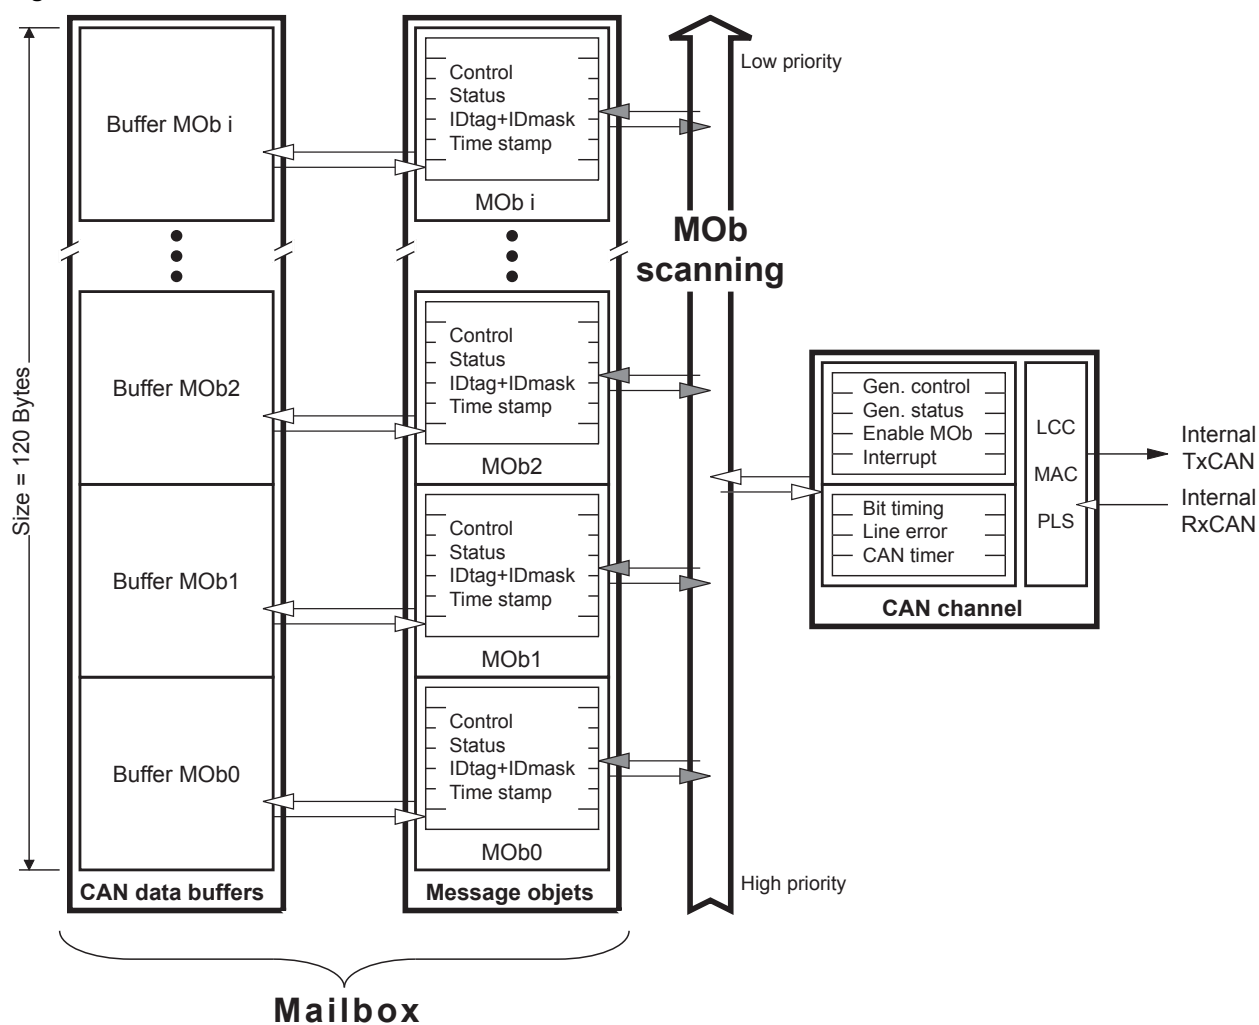 Size = 120 Bytes
Buffer MOb i
Buffer MOb2
Buffer MOb1
Buffer MOb0
CAN data buffers
Control
Status
IDtag+IDmask
Time stamp
MOb i
Control
Status
IDtag+IDmask
Time stamp
MOb2
Control
Status
IDtag+IDmask
Time stamp
MOb1
Control
Status
IDtag+IDmask
Time stamp
MOb0
Message objets
Mailbox
Low priority
MOb
scanning
High priority
Gen. control
Gen. status
Enable MOb
Interrupt
Bit timing
Line error
CAN timer
LCC
MAC
PLS
CAN channel
Internal
TxCAN
Internal
RxCAN